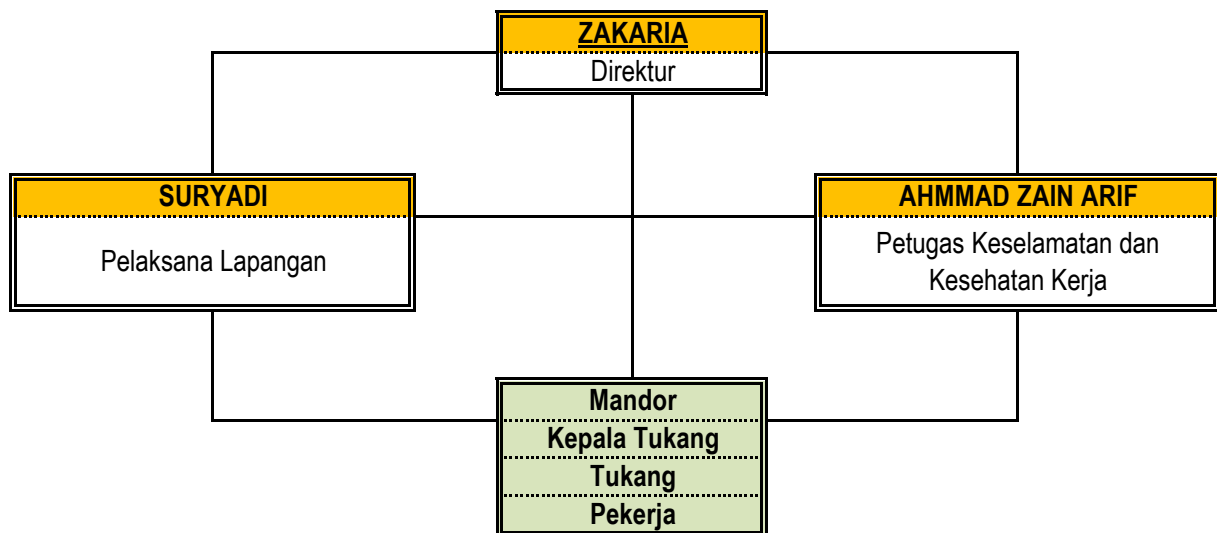 ZAKARIA
Direktur
SURYADI
Pelaksana Lapangan
AHMMAD ZAIN ARIF
Petugas Keselamatan dan
Kesehatan Kerja
Mandor
Kepala Tukang
Tukang
Pekerja